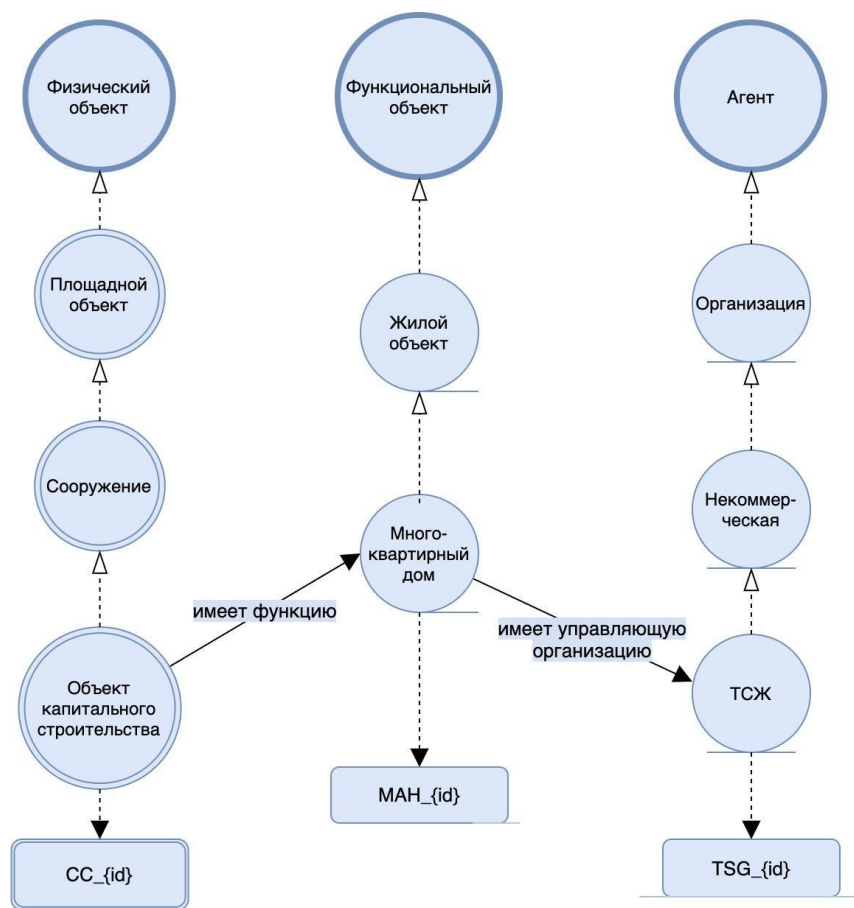 Физический
объект
Функциональный
объект
Агент
Площадной
объект
Жилой
объект
Организация
Сооружение
Некоммер-
ческая
Много-
квартирный
дом
имеет функцию
имеет управляющую
организацию
Объект
капитального
строительства
ТСЖ
MAH_{id}
CC_{id}
TSG_{id}